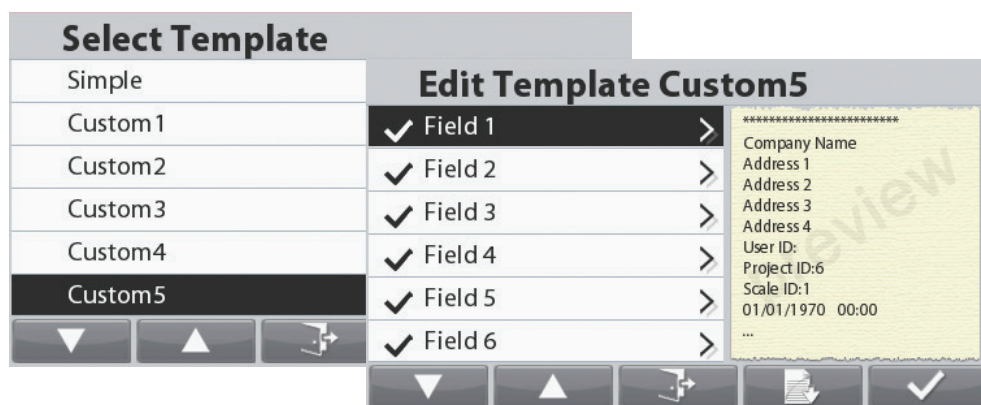 Select Template
Simple
Custom1
Custom2
Custom3
Custom4
Custom5
Edit Template Custom5
Field 1
Field 2
Field 3
Field 4
Field 5
Field 6
************************
Company Name
Address 1
Address 2
Address 3
Address 4
User ID:
Project ID:6
Scale ID:1
01/01/1970 00:00
...
preview